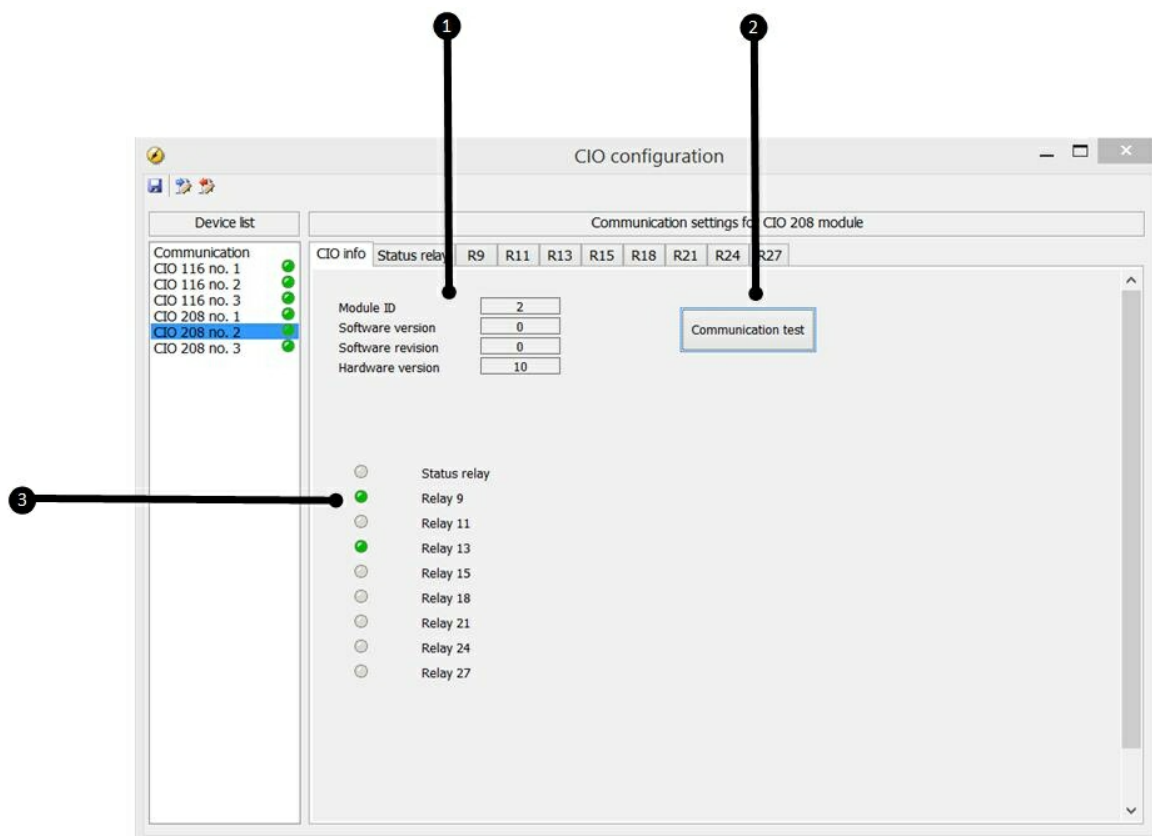 1 2
CIO configuration
Device list
Communication settings for CIO 208 module
Communication
CIO 116 no. 1
CIO 116 no. 2
CIO 116 no. 3
CIO 208 no. 1
CIO 208 no. 2
CIO 208 no. 3
CIO info Status relay R9 R11 R13 R15 R18 R21 R24 R27
Module ID 2
Software version 0
Software revision 0
Hardware version 10
Communication test
Status relay
3
Relay 9
Relay 11
Relay 13
Relay 15
Relay 18
Relay 21
Relay 24
Relay 27